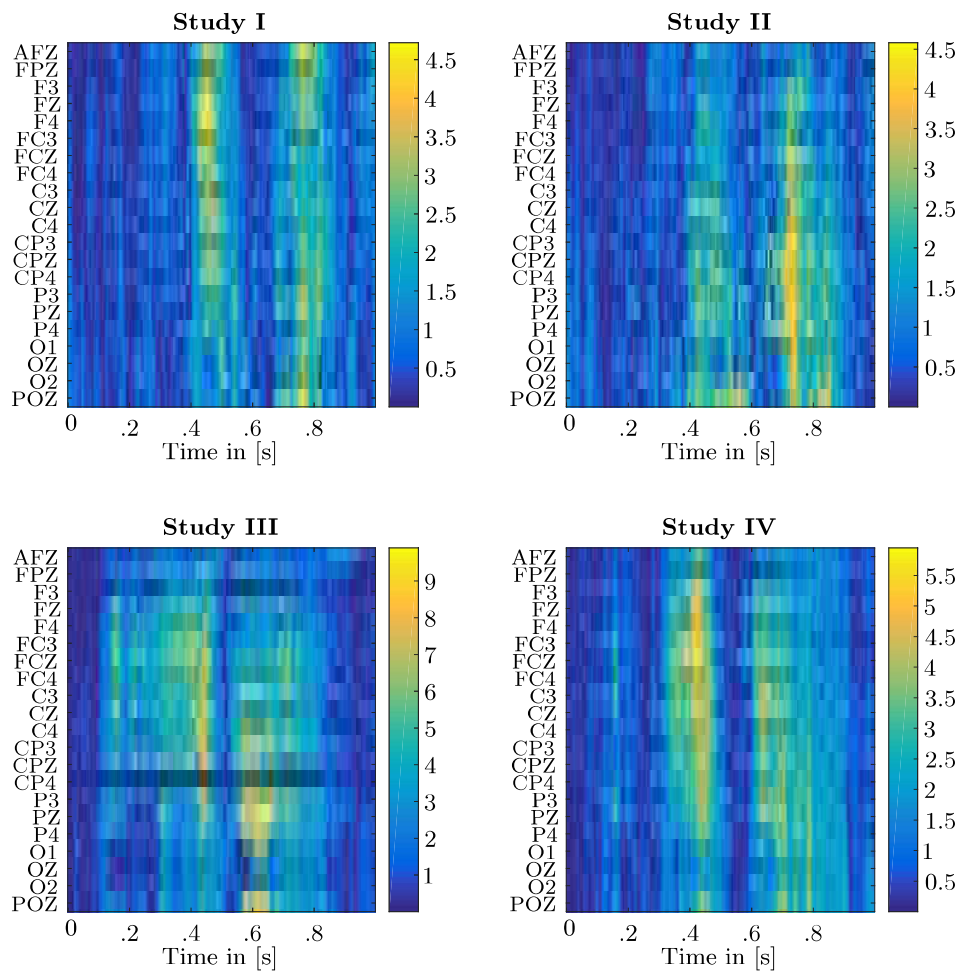 Study I
AFZ
FPZ
F3
FZ
F4
FC3
FCZ
FC4
C3
CZ
C4
CP3
CPZ
CP4
P3
PZ
P4
O1
OZ
O2
POZ
0 .2 .4 .6 .8
Time in [s]
4.5
4
3.5
3
2.5
2
1.5
1
0.5
Study II
AFZ
FPZ
F3
FZ
F4
FC3
FCZ
FC4
C3
CZ
C4
CP3
CPZ
CP4
P3
PZ
P4
O1
OZ
O2
POZ
0 .2 .4 .6 .8
Time in [s]
4.5
4
3.5
3
2.5
2
1.5
1
0.5
Study III
AFZ
FPZ
F3
FZ
F4
FC3
FCZ
FC4
C3
CZ
C4
CP3
CPZ
CP4
P3
PZ
P4
O1
OZ
O2
POZ
0 .2 .4 .6 .8
Time in [s]
9
8
7
6
5
4
3
2
1
Study IV
AFZ
FPZ
F3
FZ
F4
FC3
FCZ
FC4
C3
CZ
C4
CP3
CPZ
CP4
P3
PZ
P4
O1
OZ
O2
POZ
0 .2 .4 .6 .8
Time in [s]
5.5
5
4.5
4
3.5
3
2.5
2
1.5
1
0.5